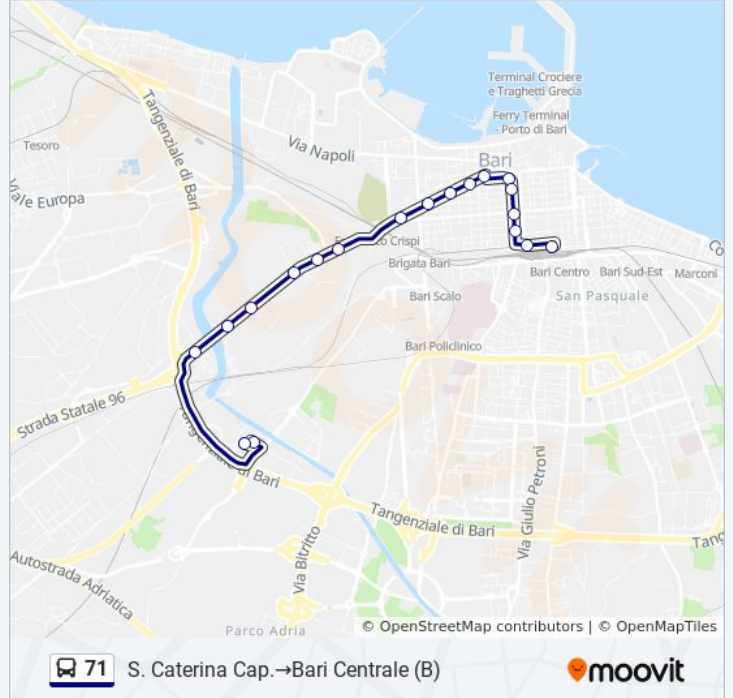 Terminal Crociere
e Traghetti Grecia
Ferry Terminal
- Porto di Bari
Tangenziale di Bari
Tesoro
Via Napoli
Bari
Viale Europa
Crispi
Brigata Bari
Bari Centro
Bari Sud-Est
Marconi
Co
Bari Scalo
San Pasquale
Bari Policlinico
Strada Statale 96
Tangenziale di Bari
Via Giulio Petroni
Tangenziale di Bari
Tang
Via Bitritto
Autostrada Adriatica
Parco Adria
© OpenStreetMap contributors | © OpenMapTiles
71 S. Caterina Cap.→Bari Centrale (B)
moovit